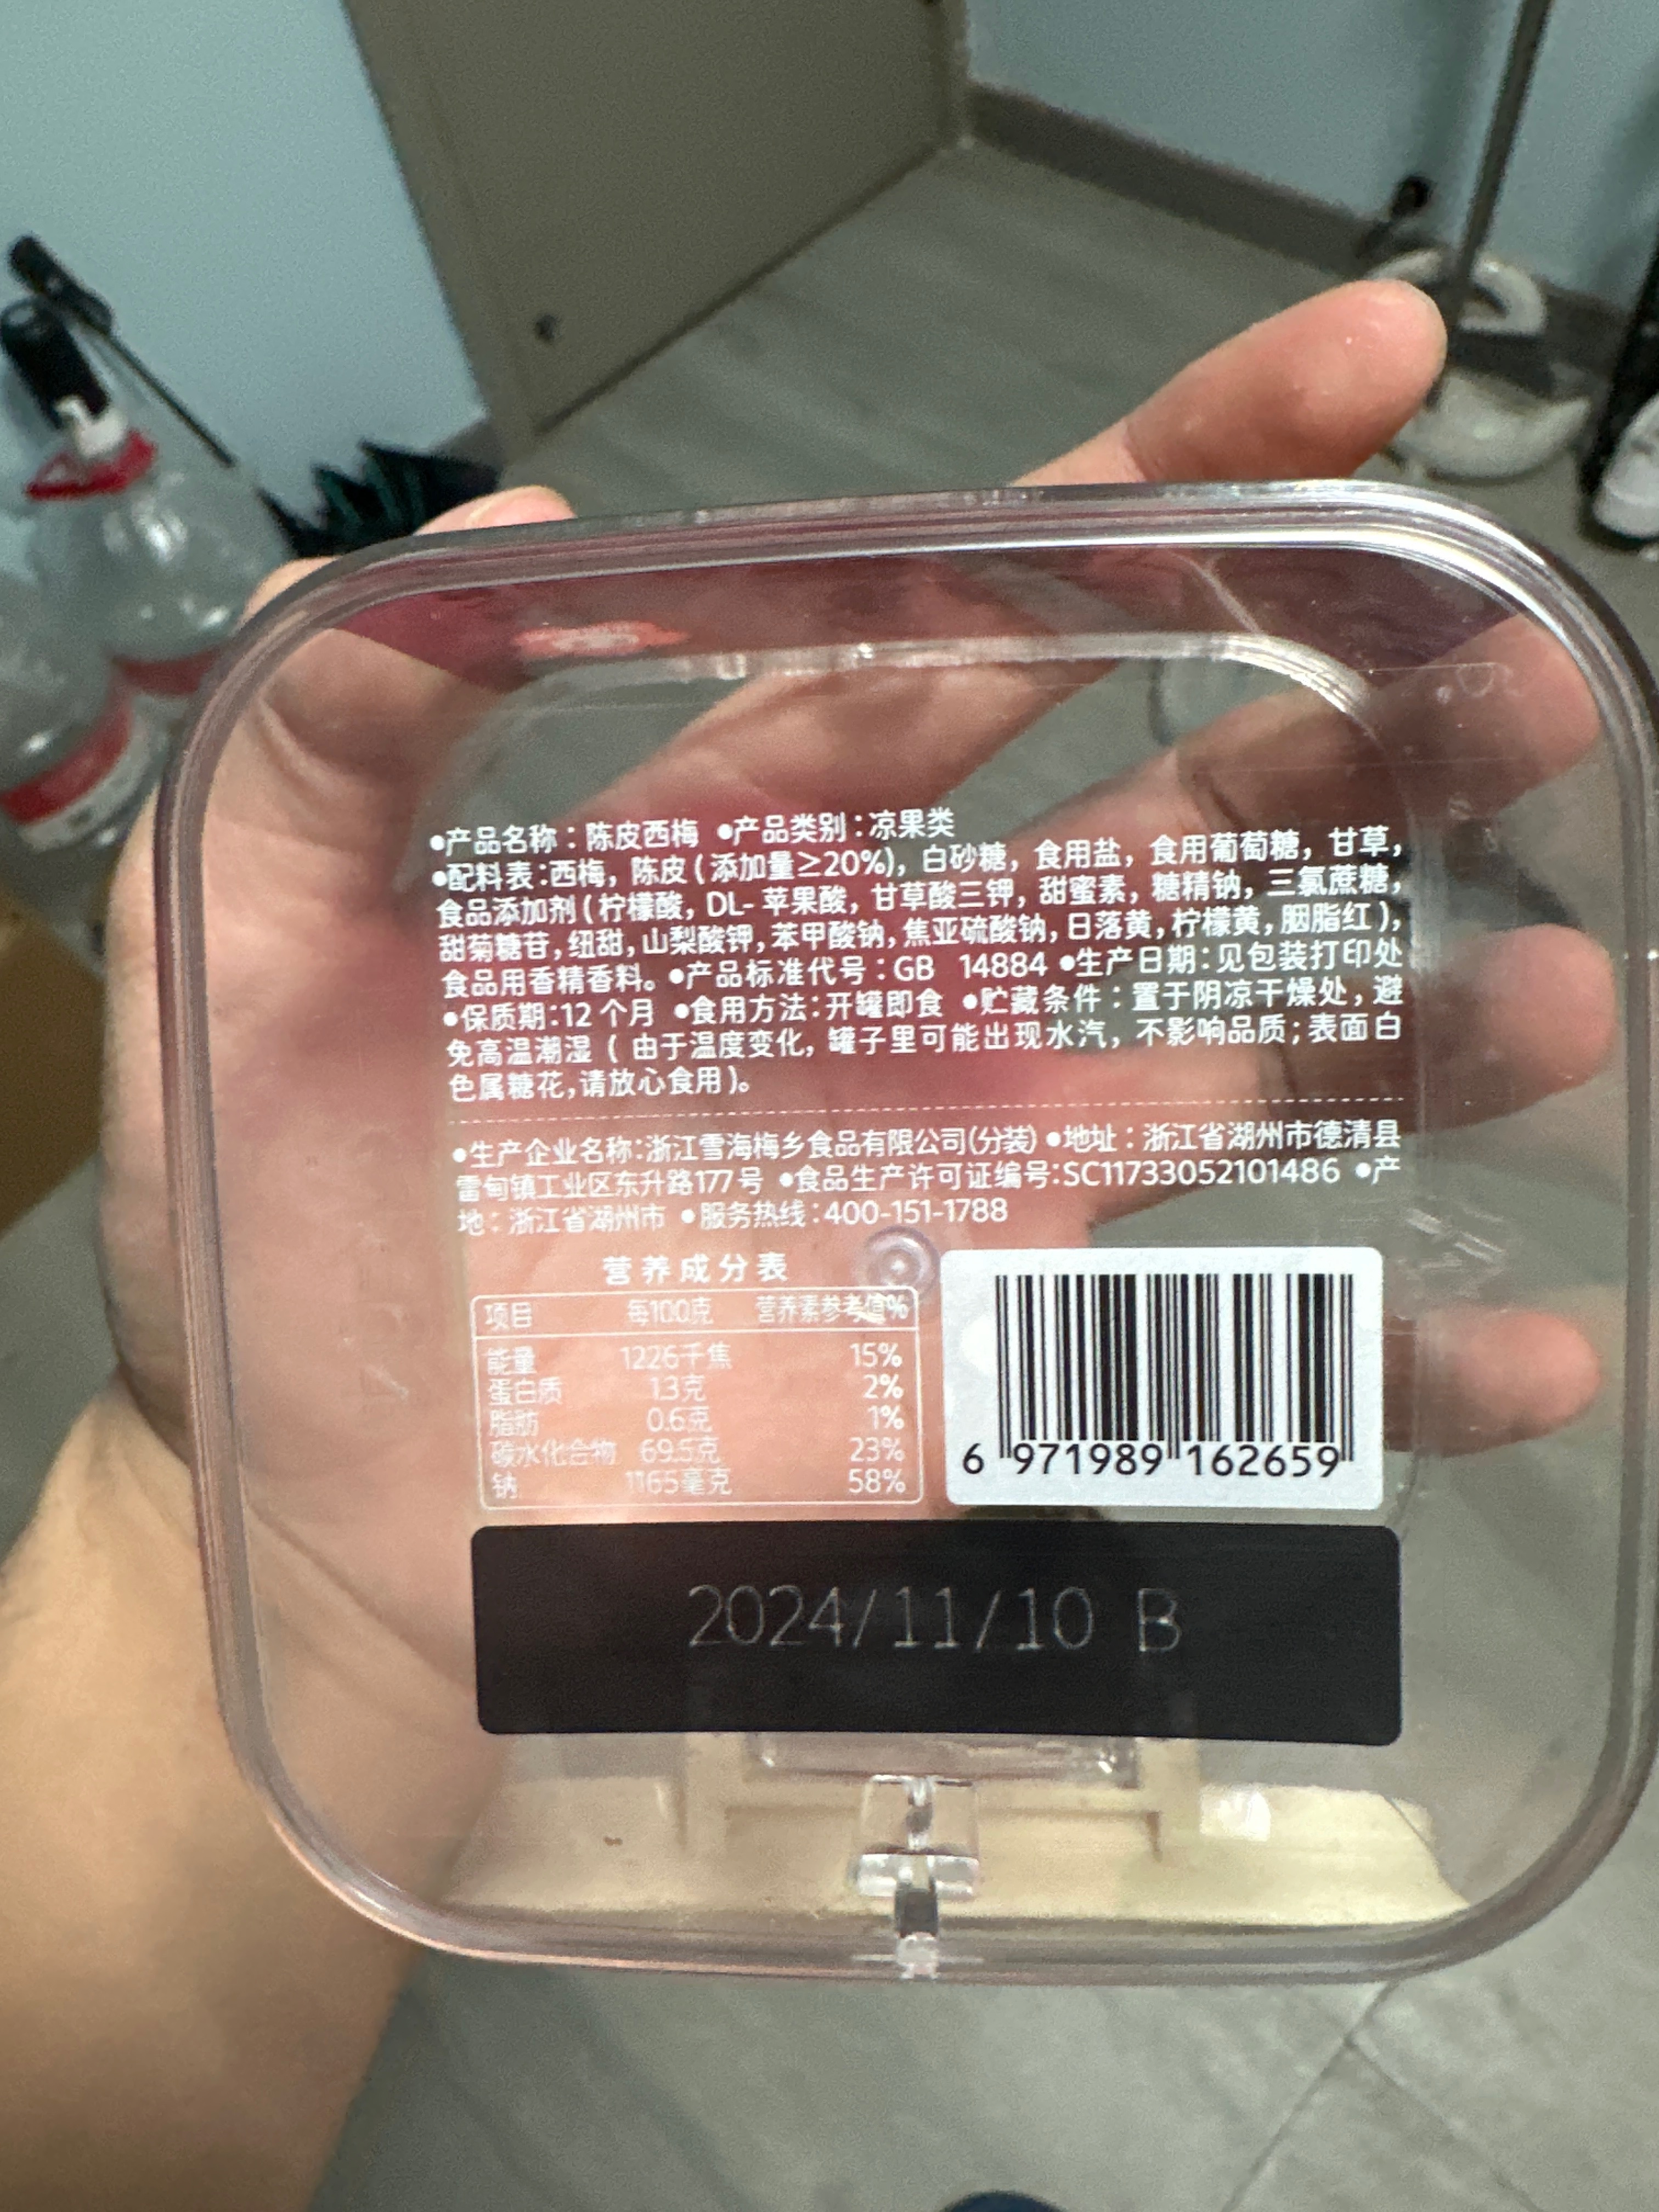 ●产品名称：陈皮西梅 ●产品类别：凉果类
●配料表：西梅，陈皮（添加量≥20%），白砂糖，食用盐，食用葡萄糖，甘草，
食品添加剂（柠檬酸，DL-苹果酸，甘草酸三钾，甜蜜素，糖精钠，三氯蔗糖，
甜菊糖苷，纽甜，山梨酸钾，苯甲酸钠，焦亚硫酸钠，日落黄，柠檬黄，胭脂红），
食品用香精香料。●产品标准代号：GB 14884 ●生产日期：见包装打印处
●保质期：12个月 ●食用方法：开罐即食 ●贮藏条件：置于阴凉干燥处，避
免高温潮湿（由于温度变化，罐子里可能出现水汽，不影响品质；表面白
色属糖花，请放心食用）。
●生产企业名称：浙江雪海梅乡食品有限公司（分装）●地址：浙江省湖州市德清县
雷甸镇工业区东升路177号 ●食品生产许可证编号：SC11733052101486 ●产
地：浙江省湖州市 ●服务热线：400-151-1788
营养成分表
项目 每100克 营养素参考值%
能量 1226千焦 15%
蛋白质 1.3克 2%
脂肪 0.6克 1%
碳水化合物 69.5克 23%
钠 1165毫克 58%
6 971989 162659
2024/11/10 B